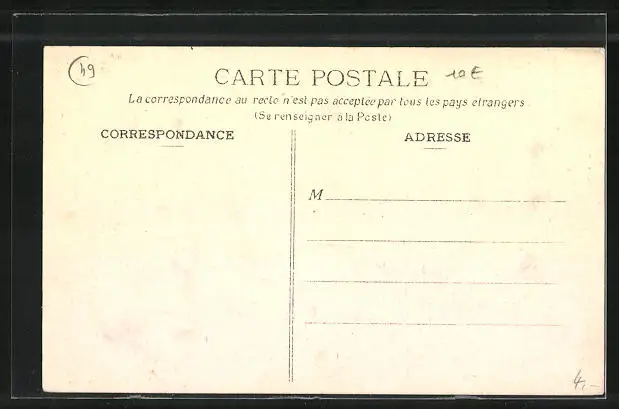 49
CARTE POSTALE 10 €
La correspondance au recto n'est pas acceptée par tous les pays étrangers
(Se renseigner à la Poste)
CORRESPONDANCE
ADRESSE
M
4,-